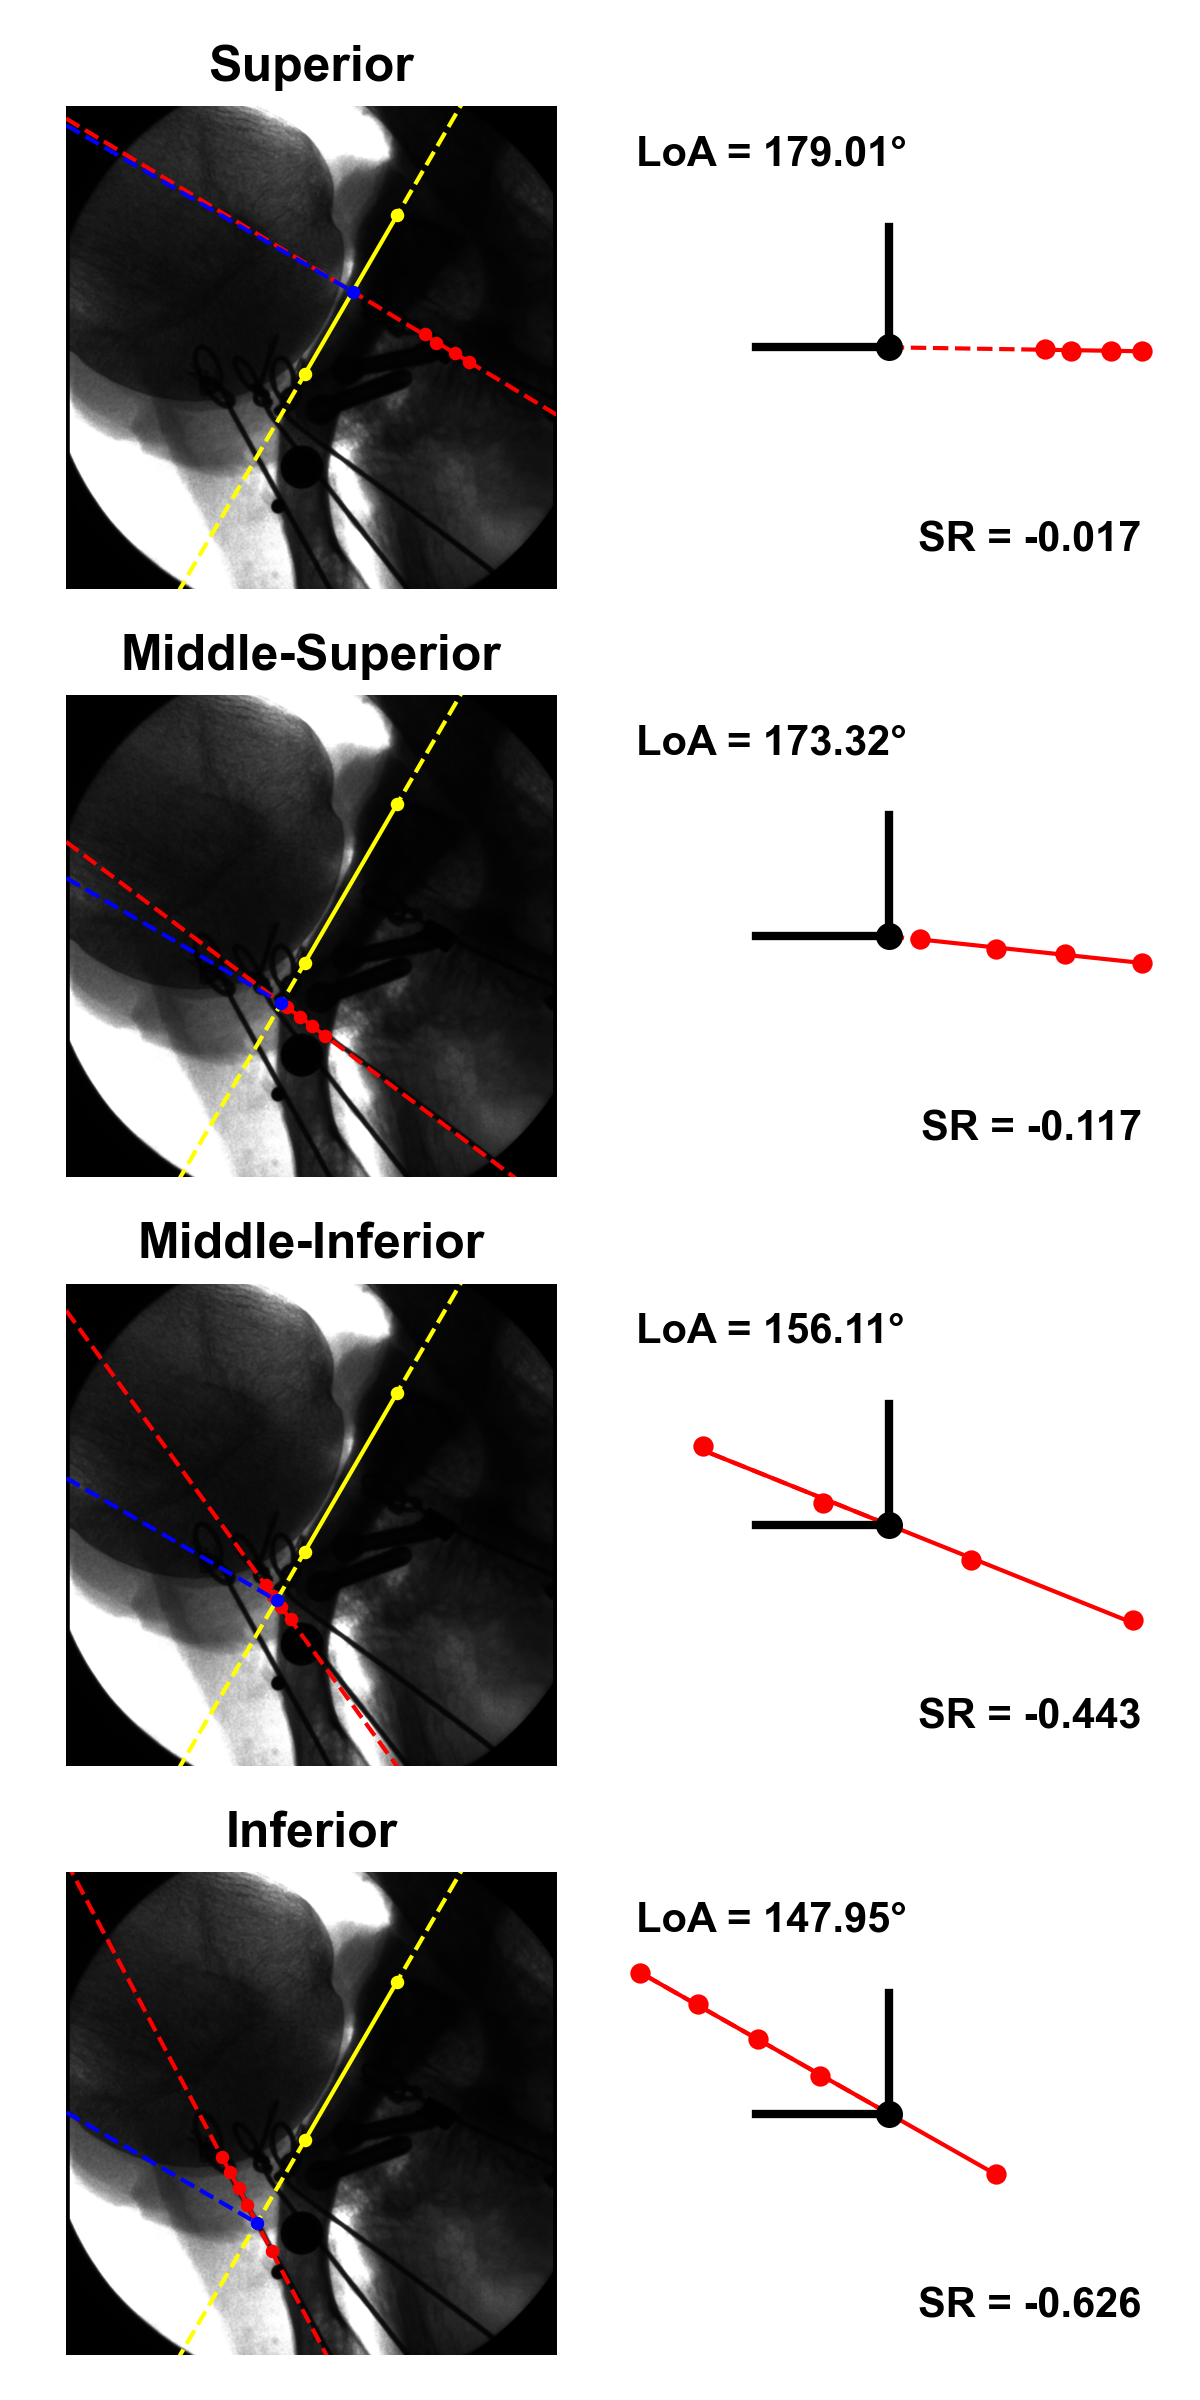 Superior
LoA = 179.01°
SR = -0.017
Middle-Superior
LoA = 173.32°
SR = -0.117
Middle-Inferior
LoA = 156.11°
SR = -0.443
Inferior
LoA = 147.95°
SR = -0.626